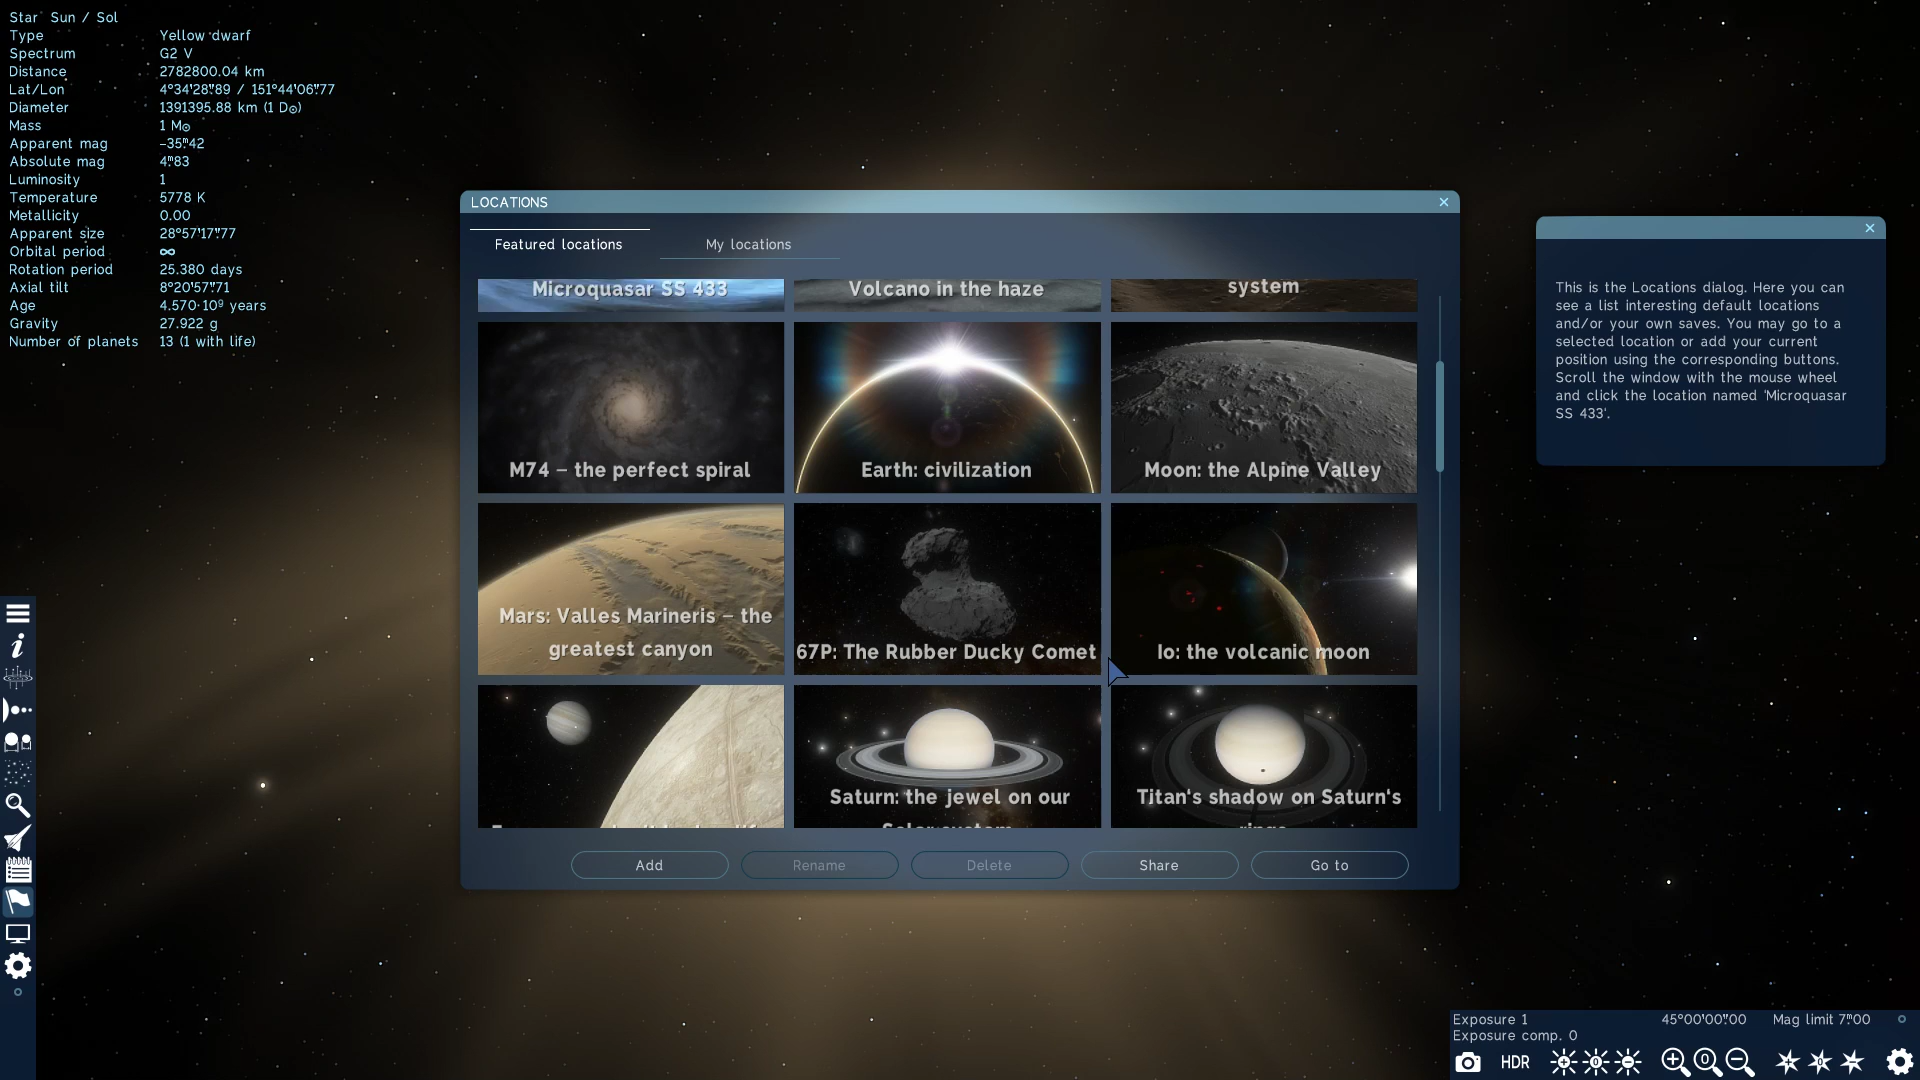 Star Sun / Sol
Type Yellow dwarf
Spectrum G2 V
Distance 2782800.04 km
Lat/Lon 4°34'28"89 / 151°44'06"77
Diameter 1391395.88 km (1 D☉)
Mass 1 M☉
Apparent mag −35ᵐ42
Absolute mag 4ᵐ83
Luminosity 1
Temperature 5778 K
Metallicity 0.00
Apparent size 28°57'17"77
Orbital period ∞
Rotation period 25.380 days
Axial tilt 8°20'57"71
Age 4.570·10⁹ years
Gravity 27.922 g
Number of planets 13 (1 with life)
LOCATIONS
Featured locations My locations
Microquasar SS 433
Volcano in the haze
system
M74 – the perfect spiral
Earth: civilization
Moon: the Alpine Valley
Mars: Valles Marineris – the
greatest canyon
67P: The Rubber Ducky Comet
Io: the volcanic moon
Saturn: the jewel on our
Solar system
Titan's shadow on Saturn's
rings
Add Rename Delete Share Go to
This is the Locations dialog. Here you can
see a list interesting default locations
and/or your own saves. You may go to a
selected location or add your current
position using the corresponding buttons.
Scroll the window with the mouse wheel
and click the location named 'Microquasar
SS 433'.
Exposure 1 45°00'00"00 Mag limit 7ᵐ00
Exposure comp. 0
HDR